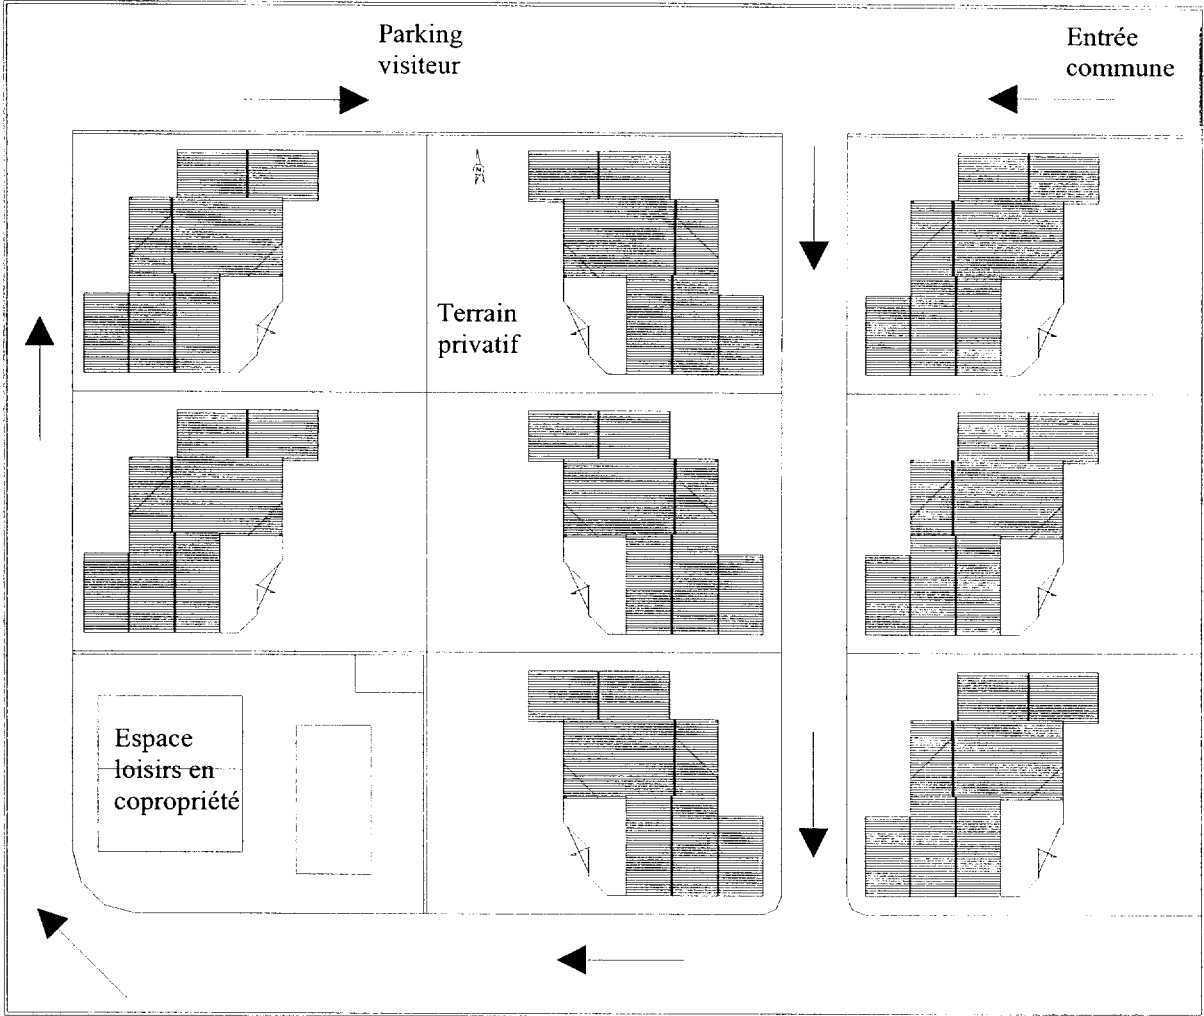 Parking
visiteur
Entrée
commune
Terrain
privatif
Espace
loisirs en
copropriété